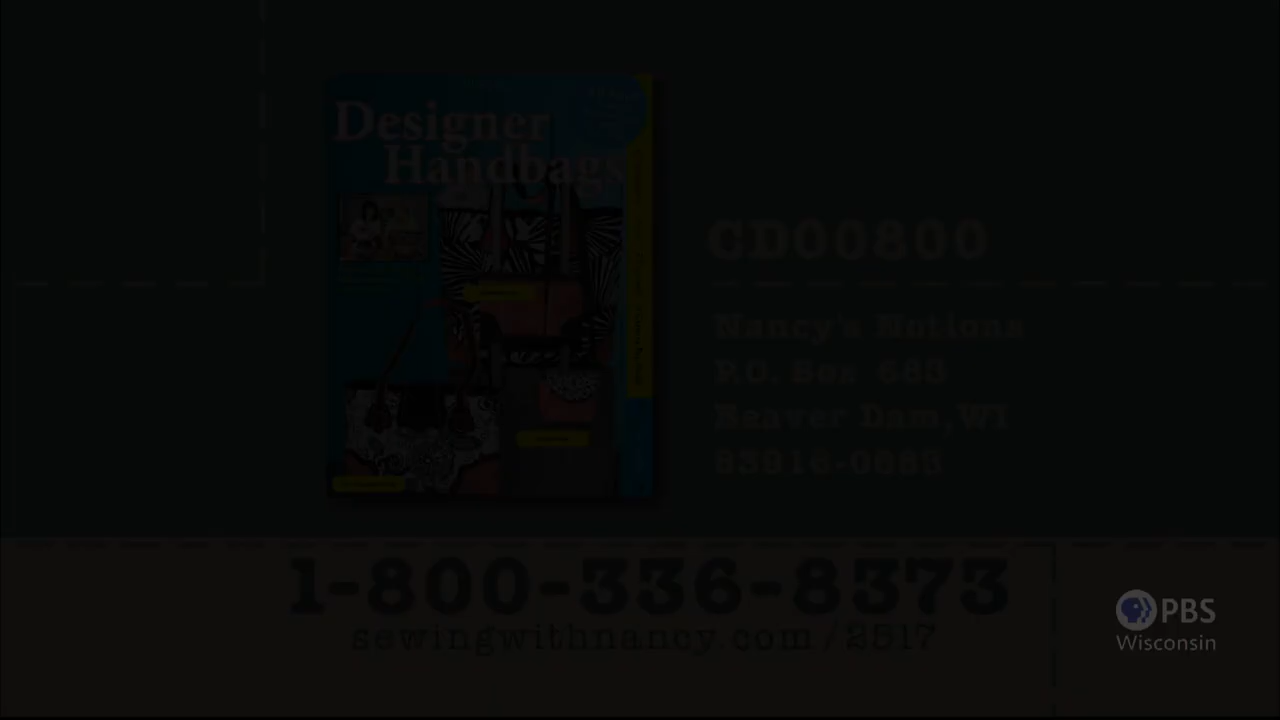 Designer
Handbags
CD00800
Nancy's Notions
P.O. Box 683
Beaver Dam, WI
53916-0683
1-800-336-8373
sewingwithnancy.com/2517
PBS
Wisconsin